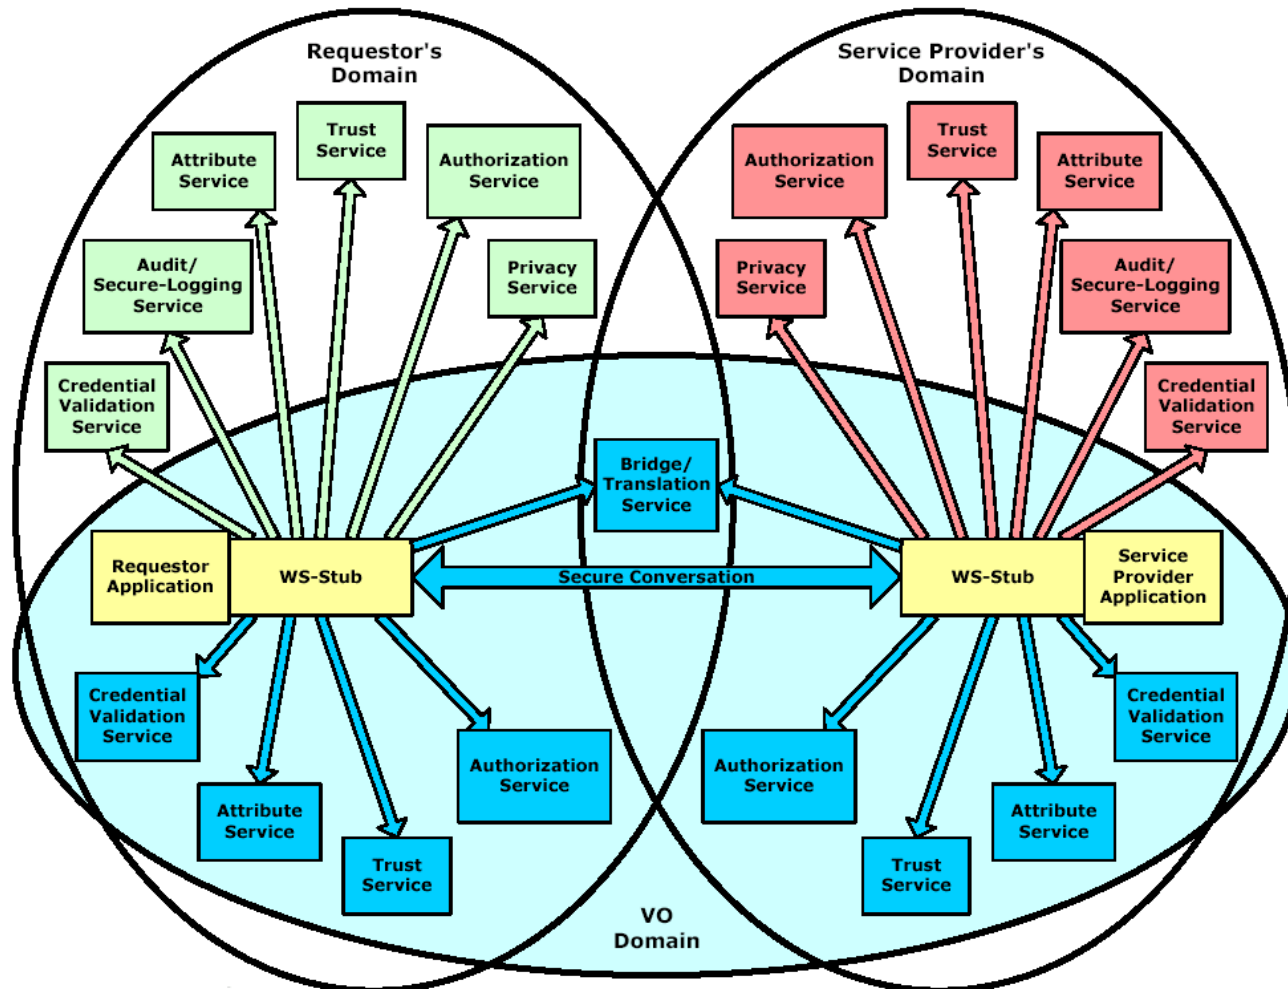 Requestor's
Domain
Service Provider's
Domain
Trust
Service
Attribute
Service
Authorization
Service
Audit/
Secure-Logging
Service
Privacy
Service
Credential
Validation
Service
Authorization
Service
Trust
Service
Attribute
Service
Privacy
Service
Audit/
Secure-Logging
Service
Credential
Validation
Service
Bridge/
Translation
Service
Requestor
Application
WS-Stub
Secure Conversation
WS-Stub
Service
Provider
Application
Credential
Validation
Service
Attribute
Service
Trust
Service
Authorization
Service
Authorization
Service
Trust
Service
Attribute
Service
Credential
Validation
Service
VO
Domain